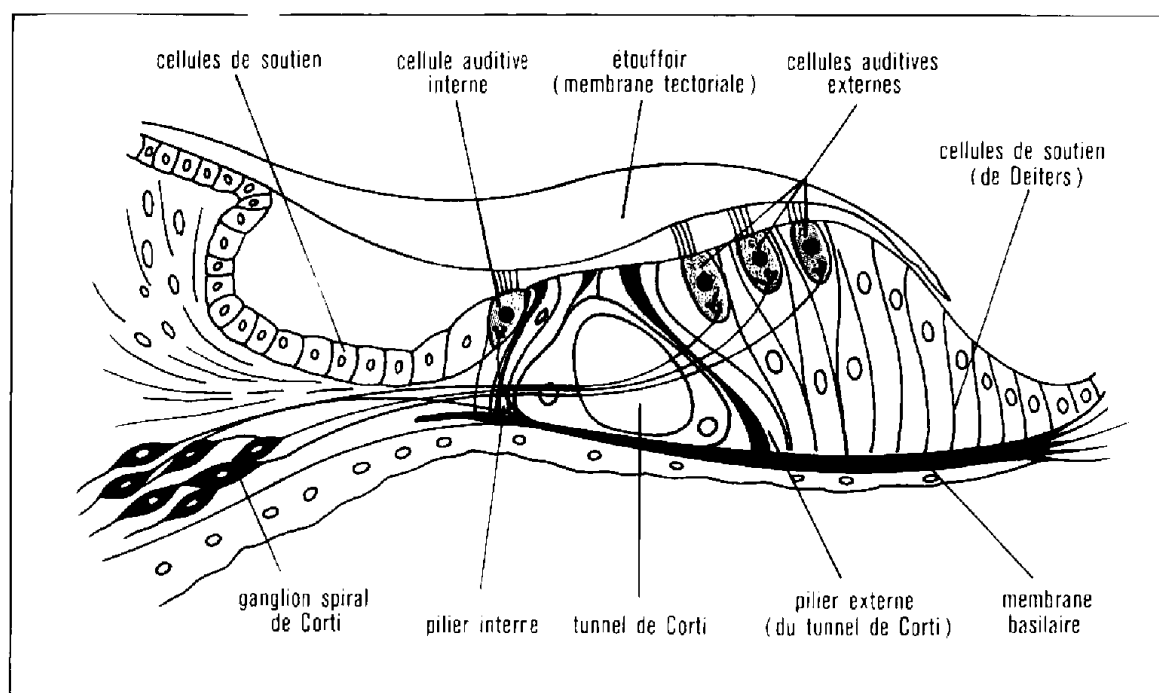 cellules de soutien
cellule auditive
interne
étouffoir
(membrane tectoriale)
cellules auditives
externes
cellules de soutien
(de Deiters)
ganglion spiral
de Corti
pilier interre
tunnel de Corti
pilier externe
(du tunnel de Corti)
membrane
basilaire